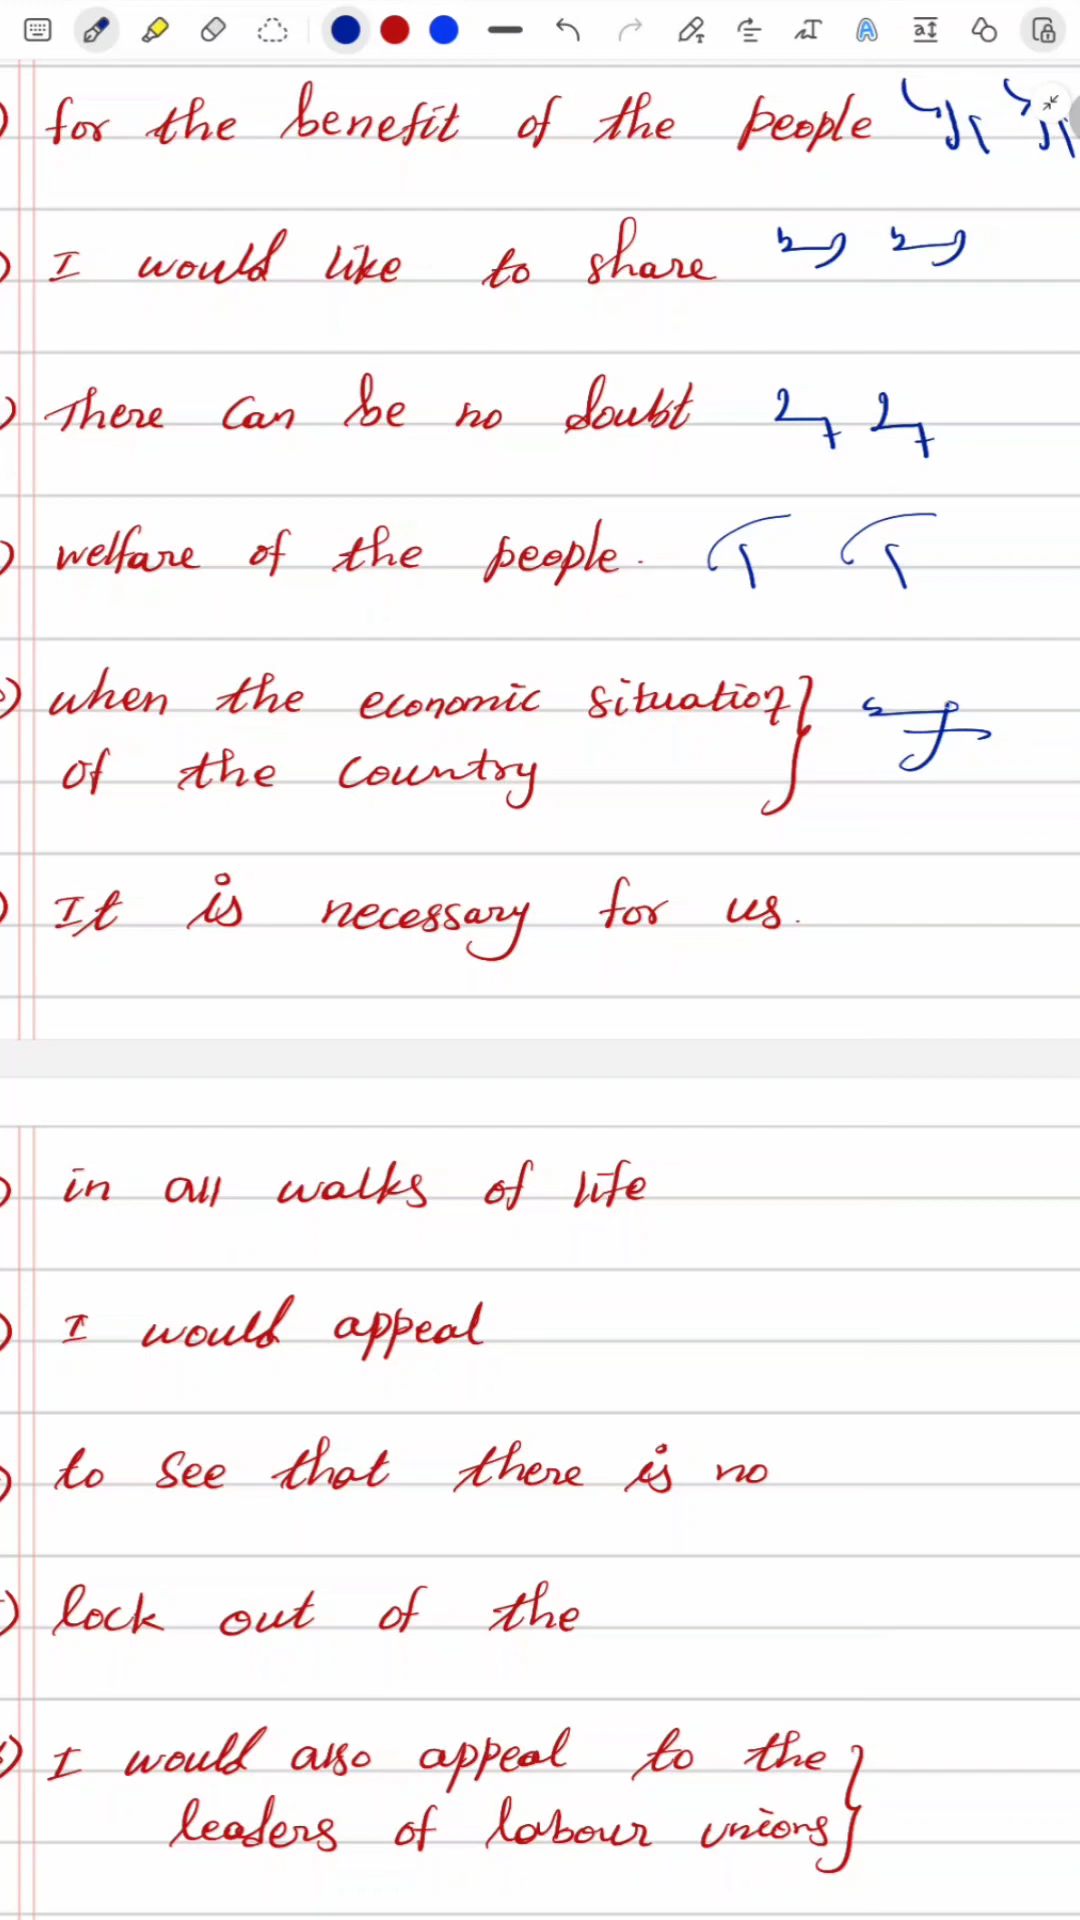 for the benefit of the people
I would like to share
There can be no doubt
welfare of the people.
when the economic situation
of the country
It is necessary for us.
in all walks of life
I would appeal
to see that there is no
lock out of the
I would also appeal to the
leaders of labour unions